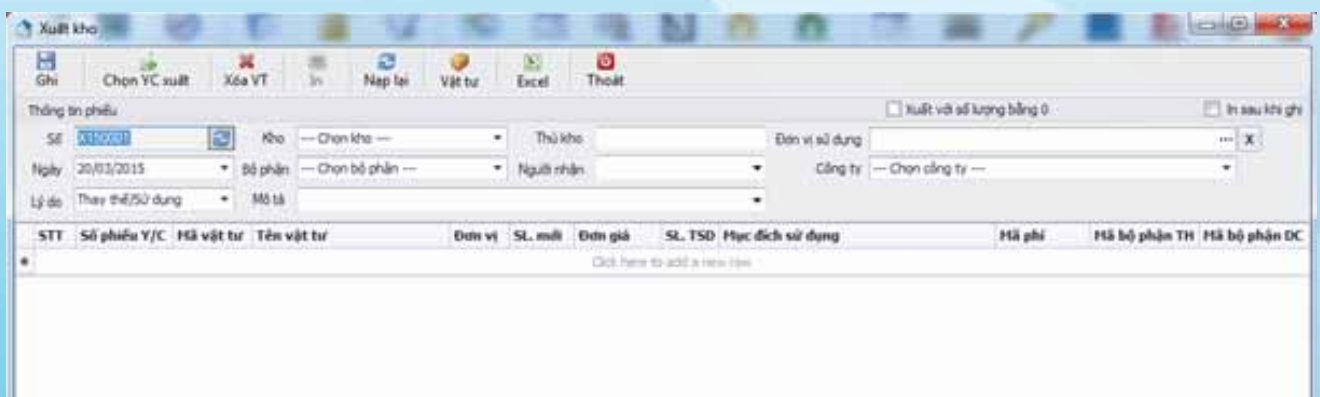 Xuất kho
Ghi Chọn YC xuất Xóa VT In Nạp lại Vật tư Excel Thoát
Thông tin phiếu Xuất với số lượng bằng 0 In sau khi ghi
Số X150001 Kho --- Chọn kho --- Thủ kho Đơn vị sử dụng ... X
Ngày 20/03/2015 Bộ phận --- Chọn bộ phận --- Người nhận Công ty --- Chọn công ty ---
Lý do Thay thế/Sử dụng Mô tả
STT Số phiếu Y/C Mã vật tư Tên vật tư Đơn vị SL. mới Đơn giá SL. TSD Mục đích sử dụng Mã phí Mã bộ phận TH Mã bộ phận DC
Click here to add a new row